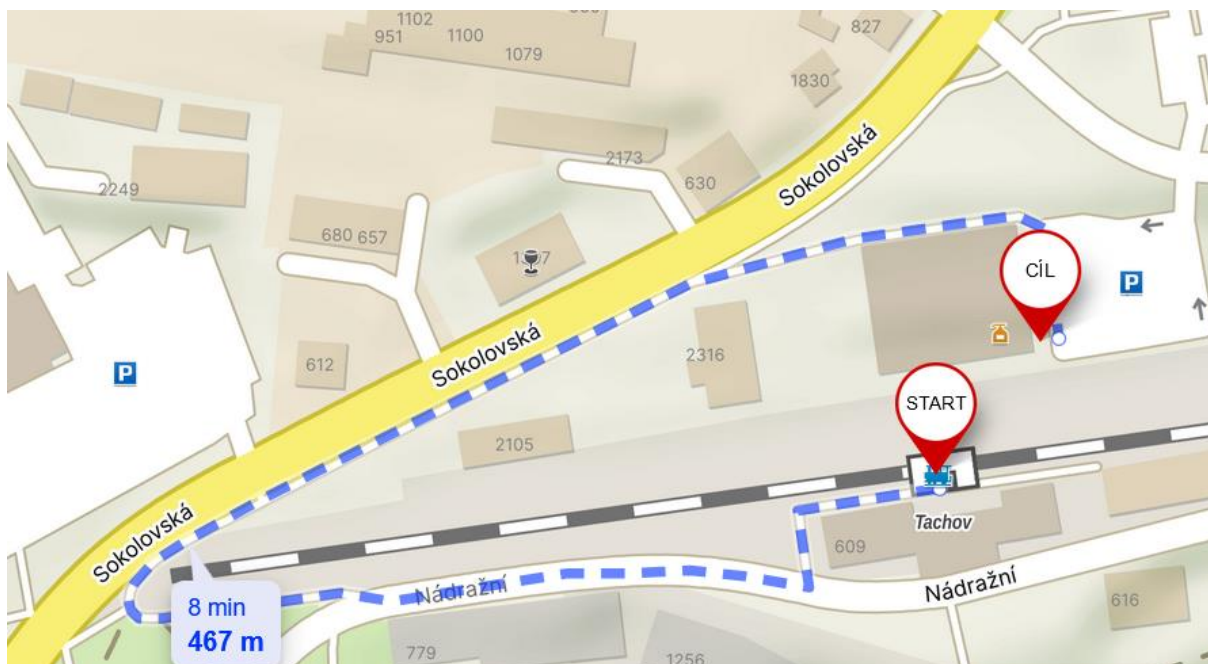 1102
951
1100
1079
827
1830
2173
2249
630
Sokolovská
680 657
CÍL
P
Sokolovská
P
612
2316
START
2105
Sokolovská
Tachov
609
Nádražní
Nádražní
8 min
467 m
616
779
1256